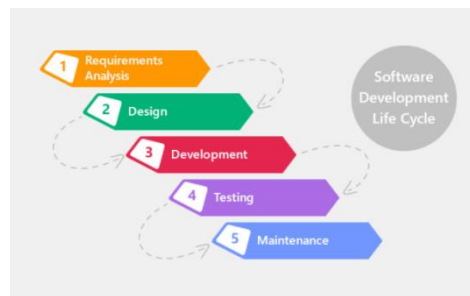 1
Requirements
Analysis
2
Design
3
Development
4
Testing
5
Maintenance
Software
Development
Life Cycle